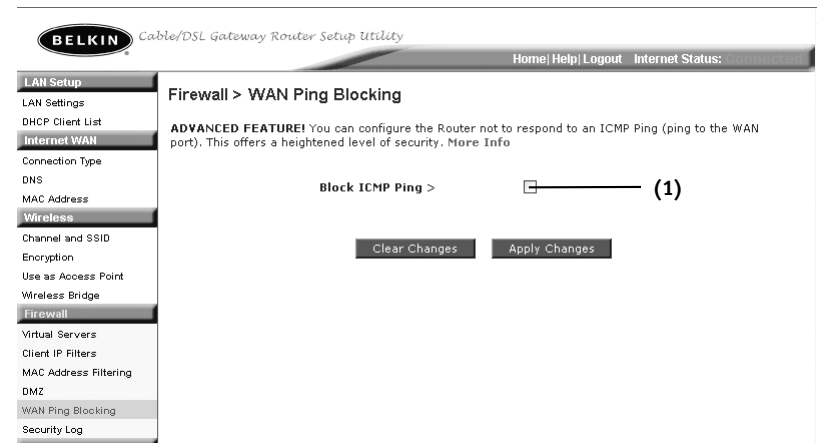 BELKIN Cable/DSL Gateway Router Setup Utility
Home| Help| Logout Internet Status: Connected
LAN Setup
LAN Settings
DHCP Client List
Internet WAN
Connection Type
DNS
MAC Address
Wireless
Channel and SSID
Encryption
Use as Access Point
Wireless Bridge
Firewall
Virtual Servers
Client IP Filters
MAC Address Filtering
DMZ
WAN Ping Blocking
Security Log
Firewall > WAN Ping Blocking
ADVANCED FEATURE! You can configure the Router not to respond to an ICMP Ping (ping to the WAN
port). This offers a heightened level of security. More Info
Block ICMP Ping > (1)
Clear Changes Apply Changes